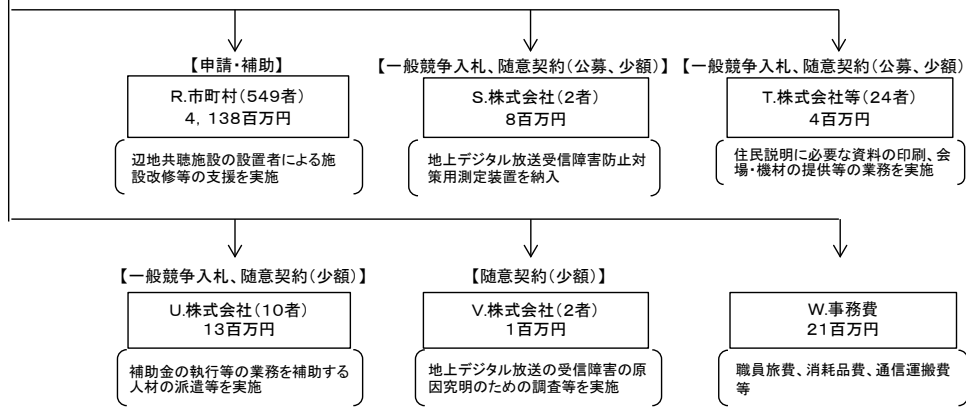 【申請・補助】
R.市町村(549者)
4,138百万円
辺地共聴施設の設置者による施
設改修等の支援を実施
【一般競争入札、随意契約(公募、少額)】
S.株式会社(2者)
8百万円
地上デジタル放送受信障害防止対
策用測定装置を納入
【一般競争入札、随意契約(公募、少額)
T.株式会社等(24者)
4百万円
住民説明に必要な資料の印刷、会
場・機材の提供等の業務を実施
【一般競争入札、随意契約(少額)】
U.株式会社(10者)
13百万円
補助金の執行等の業務を補助する
人材の派遣等を実施
【随意契約(少額)】
V.株式会社(2者)
1百万円
地上デジタル放送の受信障害の原
因究明のための調査等を実施
W.事務費
21百万円
職員旅費、消耗品費、通信運搬費
等